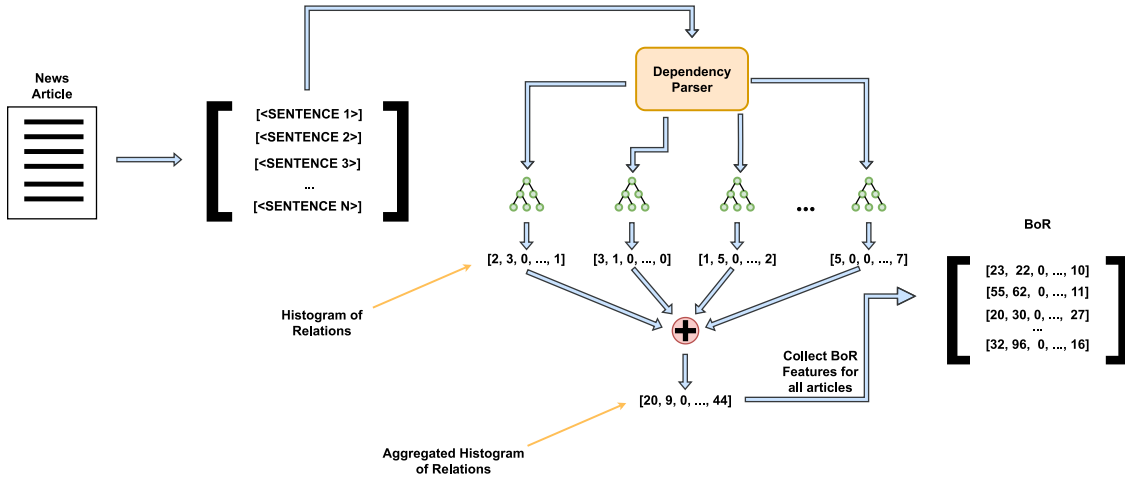 News
Article
[<SENTENCE 1>]
[<SENTENCE 2>]
[<SENTENCE 3>]
...
[<SENTENCE N>]
Dependency
Parser
...
[2, 3, 0, ..., 1]
[3, 1, 0, ..., 0]
[1, 5, 0, ..., 2]
[5, 0, 0, ..., 7]
Histogram of
Relations
+
[20, 9, 0, ..., 44]
Aggregated Histogram
of Relations
Collect BoR
Features for
all articles
BoR
[23, 22, 0, ..., 10]
[55, 62, 0, ..., 11]
[20, 30, 0, ..., 27]
...
[32, 96, 0, ..., 16]